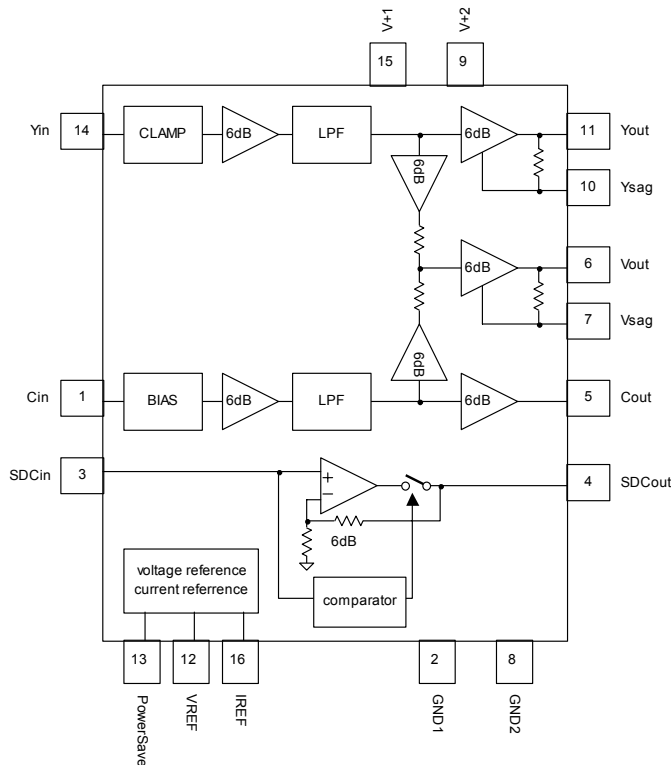 V+1
V+2
15
9
Yin
14
CLAMP
6dB
LPF
6dB
11
Yout
6dB
10
Ysag
6dB
6
Vout
7
Vsag
6dB
Cin
1
BIAS
6dB
LPF
6dB
5
Cout
SDCin
3
+
−
4
SDCout
6dB
voltage reference
current referrence
comparator
13
12
16
2
8
PowerSave
VREF
IREF
GND1
GND2